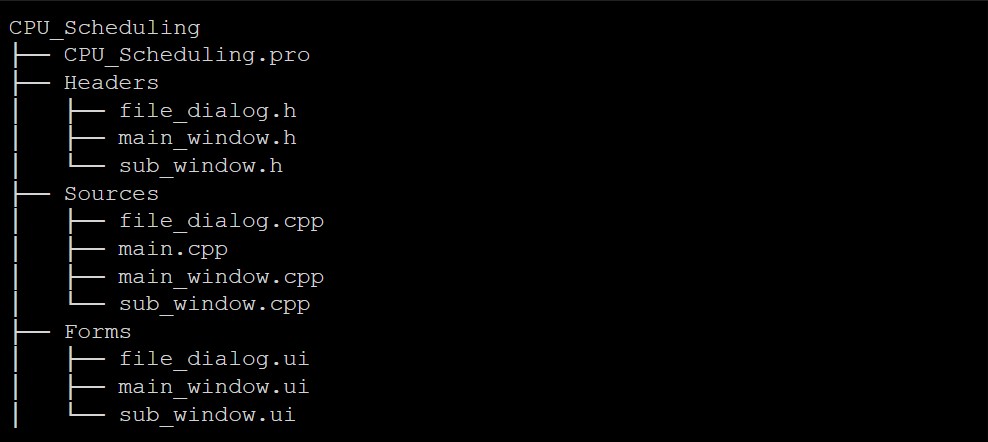 CPU_Scheduling
├── CPU_Scheduling.pro
├── Headers
│   ├── file_dialog.h
│   ├── main_window.h
│   └── sub_window.h
├── Sources
│   ├── file_dialog.cpp
│   ├── main.cpp
│   ├── main_window.cpp
│   └── sub_window.cpp
├── Forms
│   ├── file_dialog.ui
│   ├── main_window.ui
│   └── sub_window.ui